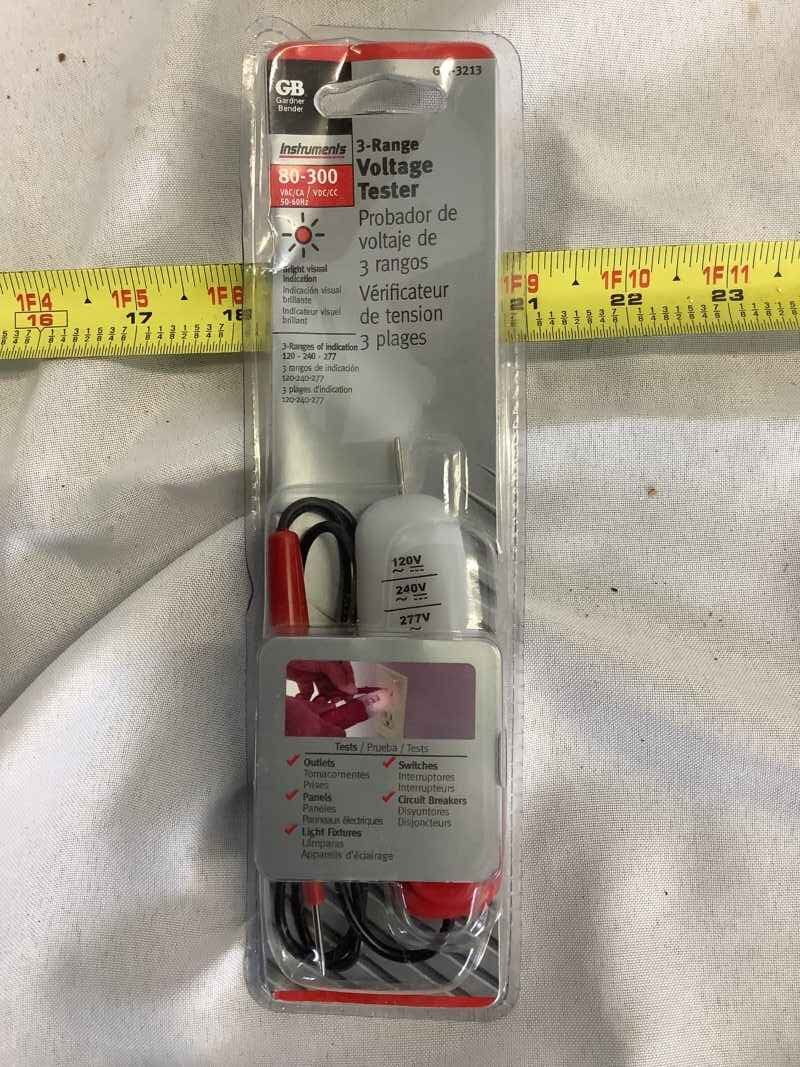 GB
Gardner
Bender
-3213
Instruments
80-300
VAC/CA / VDC/CC
50-60Hz
3-Range
Voltage
Tester
Probador de
voltaje de
3 rangos
Vérificateur
de tension
3 plages
Bright visual
indication
Indicación visual
brillante
Indicateur visuel
brillant
3-Ranges of indication
120 - 240 - 277
3 rangos de indicación
120-240-277
3 plages d'indication
120-240-277
1F4 1F5 1F6 1F9 1F10 1F11
16 17 18 21 22 23
120V
240V
277V
Tests / Prueba / Tests
Outlets
Tomacorrientes
Prises
Panels
Paneles
Panneaux électriques
Light Fixtures
Lámparas
Appareils d'éclairage
Switches
Interruptores
Interrupteurs
Circuit Breakers
Disyuntores
Disjoncteurs